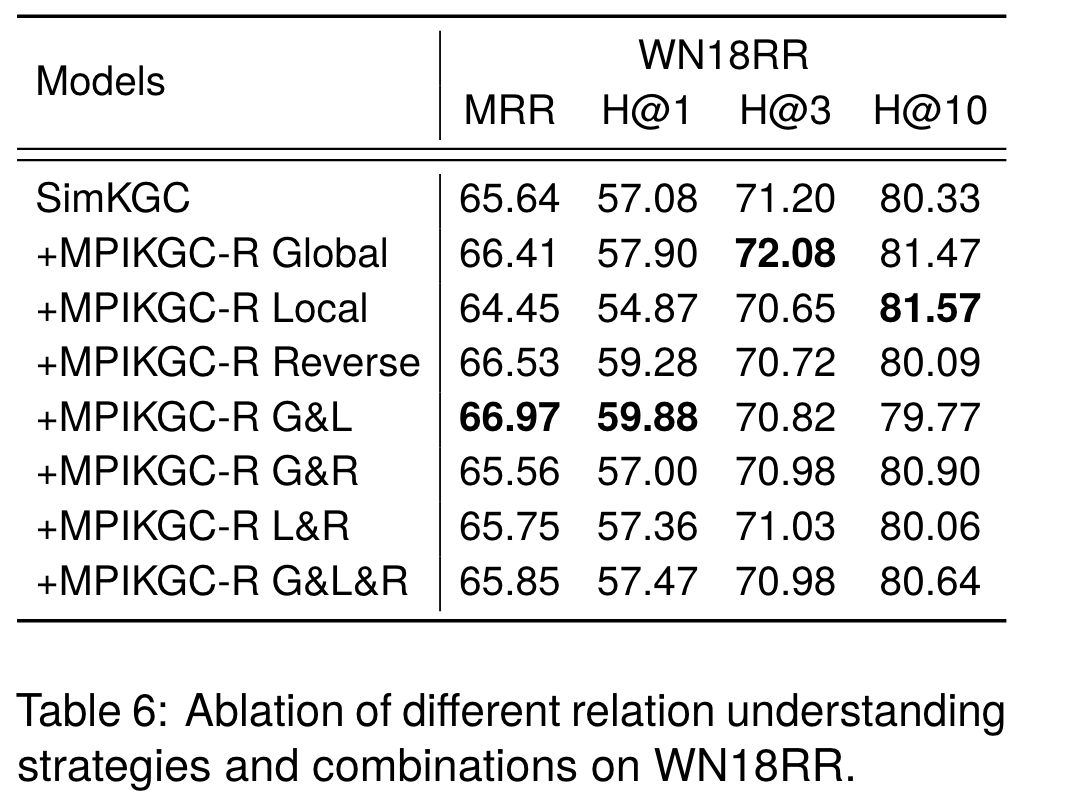 Models WN18RR
MRR H@1 H@3 H@10
SimKGC 65.64 57.08 71.20 80.33
+MPIKGC-R Global 66.41 57.90 72.08 81.47
+MPIKGC-R Local 64.45 54.87 70.65 81.57
+MPIKGC-R Reverse 66.53 59.28 70.72 80.09
+MPIKGC-R G&L 66.97 59.88 70.82 79.77
+MPIKGC-R G&R 65.56 57.00 70.98 80.90
+MPIKGC-R L&R 65.75 57.36 71.03 80.06
+MPIKGC-R G&L&R 65.85 57.47 70.98 80.64
Table 6: Ablation of different relation understanding
strategies and combinations on WN18RR.